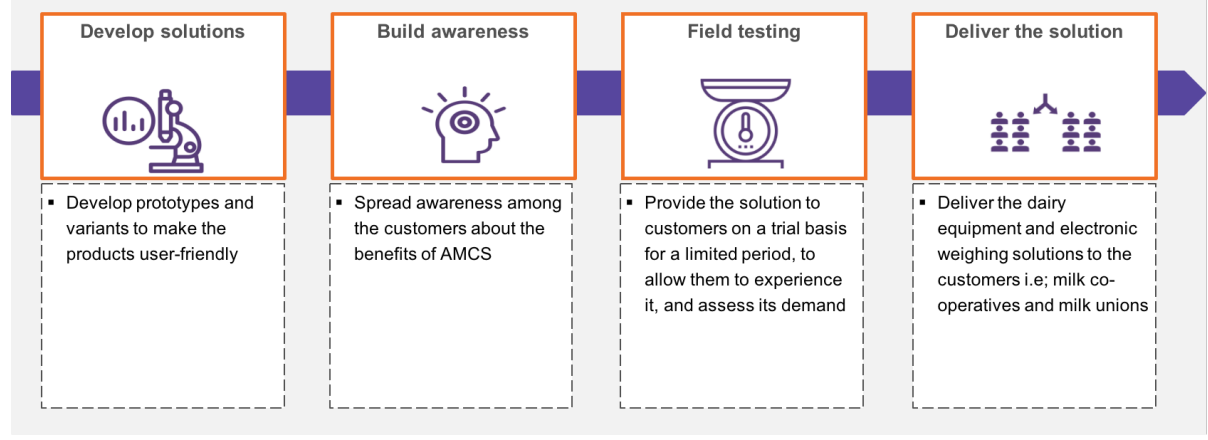 Develop solutions
Build awareness
Field testing
Deliver the solution
▪ Develop prototypes and
variants to make the
products user-friendly
▪ Spread awareness among
the customers about the
benefits of AMCS
▪ Provide the solution to
customers on a trial basis
for a limited period, to
allow them to experience
it, and assess its demand
▪ Deliver the dairy
equipment and electronic
weighing solutions to the
customers i.e; milk co-
operatives and milk unions